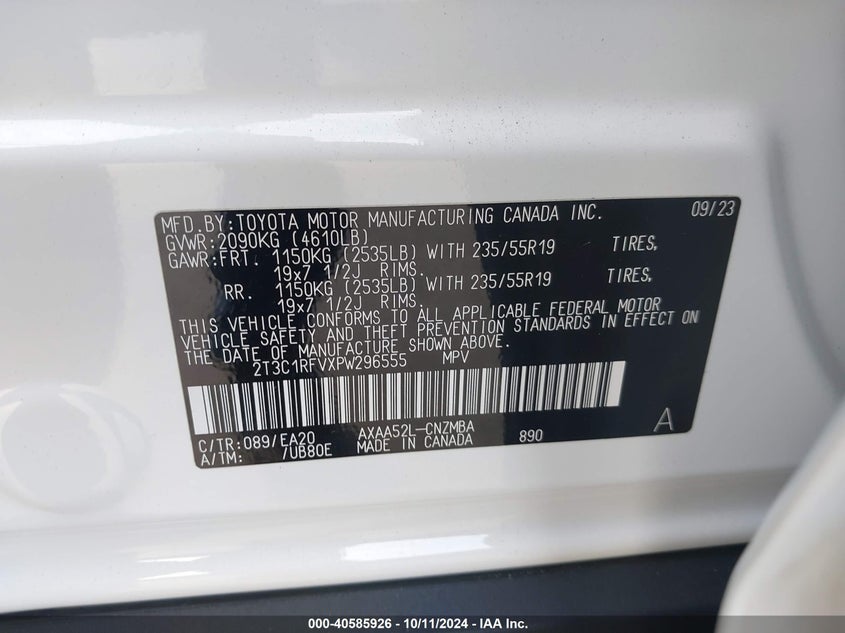 MFD.BY:TOYOTA MOTOR MANUFACTURING CANADA INC. 09/23
GVWR:2090KG (4610LB)
GAWR:FRT. 1150KG (2535LB) WITH 235/55R19 TIRES,
19x7 1/2J RIMS.
RR. 1150KG (2535LB) WITH 235/55R19 TIRES,
19x7 1/2J RIMS.
THIS VEHICLE CONFORMS TO ALL APPLICABLE FEDERAL MOTOR
VEHICLE SAFETY AND THEFT PREVENTION STANDARDS IN EFFECT ON
THE DATE OF MANUFACTURE SHOWN ABOVE.
2T3C1RFVXPW296555 MPV
C/TR:089/EA20 AXAA52L-CNZMBA 890 A
A/TM: /UB80E MADE IN CANADA
000-40585926 - 10/11/2024 - IAA Inc.